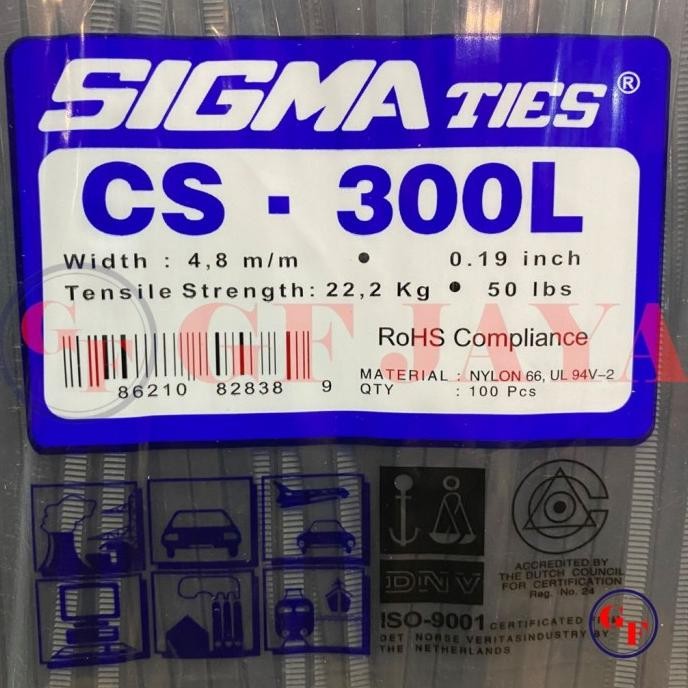 SIGMA TIES ®
CS - 300L
Width : 4,8 m/m • 0.19 inch
Tensile Strength: 22,2 Kg • 50 lbs
GF GF JAYA
RoHS Compliance
86210 82838 9
MATERIAL : NYLON 66, UL 94V-2
QTY : 100 Pcs
DNV
ACCREDITED BY
THE DUTCH COUNCIL
FOR CERTIFICATION
Reg. No. 24
ISO-9001 CERTIFICATED
DET NORSE VERITASINDUSTRY BY
THE NETHERLANDS
GF